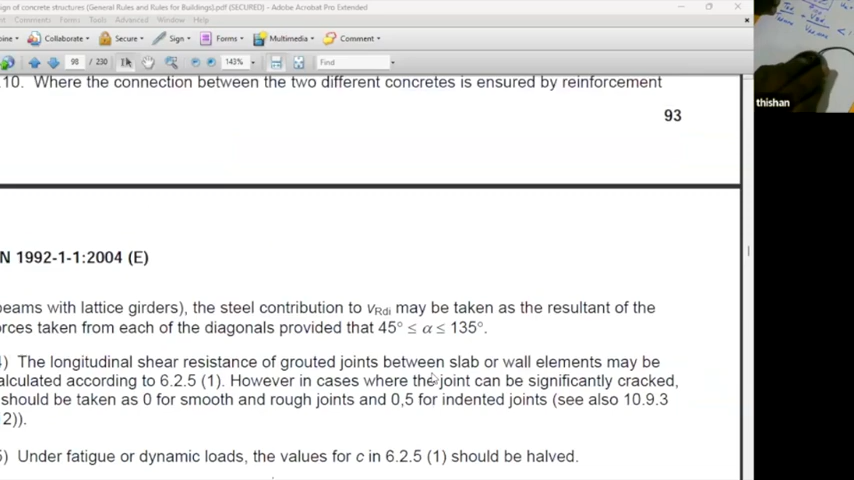 ign of concrete structures (General Rules and Rules for Buildings).pdf (SECURED) - Adobe Acrobat Pro Extended
Comments Forms Tools Advanced Window Help
bine Collaborate Secure Sign Forms Multimedia Comment
98 / 230 143% Find
.10. Where the connection between the two different concretes is ensured by reinforcement
93
N 1992-1-1:2004 (E)
beams with lattice girders), the steel contribution to vRdi may be taken as the resultant of the
orces taken from each of the diagonals provided that 45° ≤ α ≤ 135°.
4) The longitudinal shear resistance of grouted joints between slab or wall elements may be
alculated according to 6.2.5 (1). However in cases where the joint can be significantly cracked,
should be taken as 0 for smooth and rough joints and 0,5 for indented joints (see also 10.9.3
12)).
5) Under fatigue or dynamic loads, the values for c in 6.2.5 (1) should be halved.
thishan